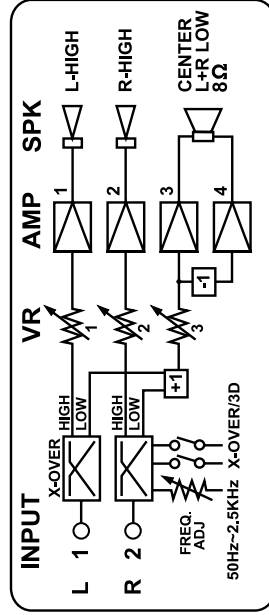 INPUT VR AMP SPK
X-OVER
L 1 HIGH 1 1 L-HIGH
LOW
R 2 HIGH 2 2 R-HIGH
LOW
+1 3 3 CENTER
L+R LOW
8Ω
-1 4
FREQ.
ADJ
50Hz~2.5KHz X-OVER/3D